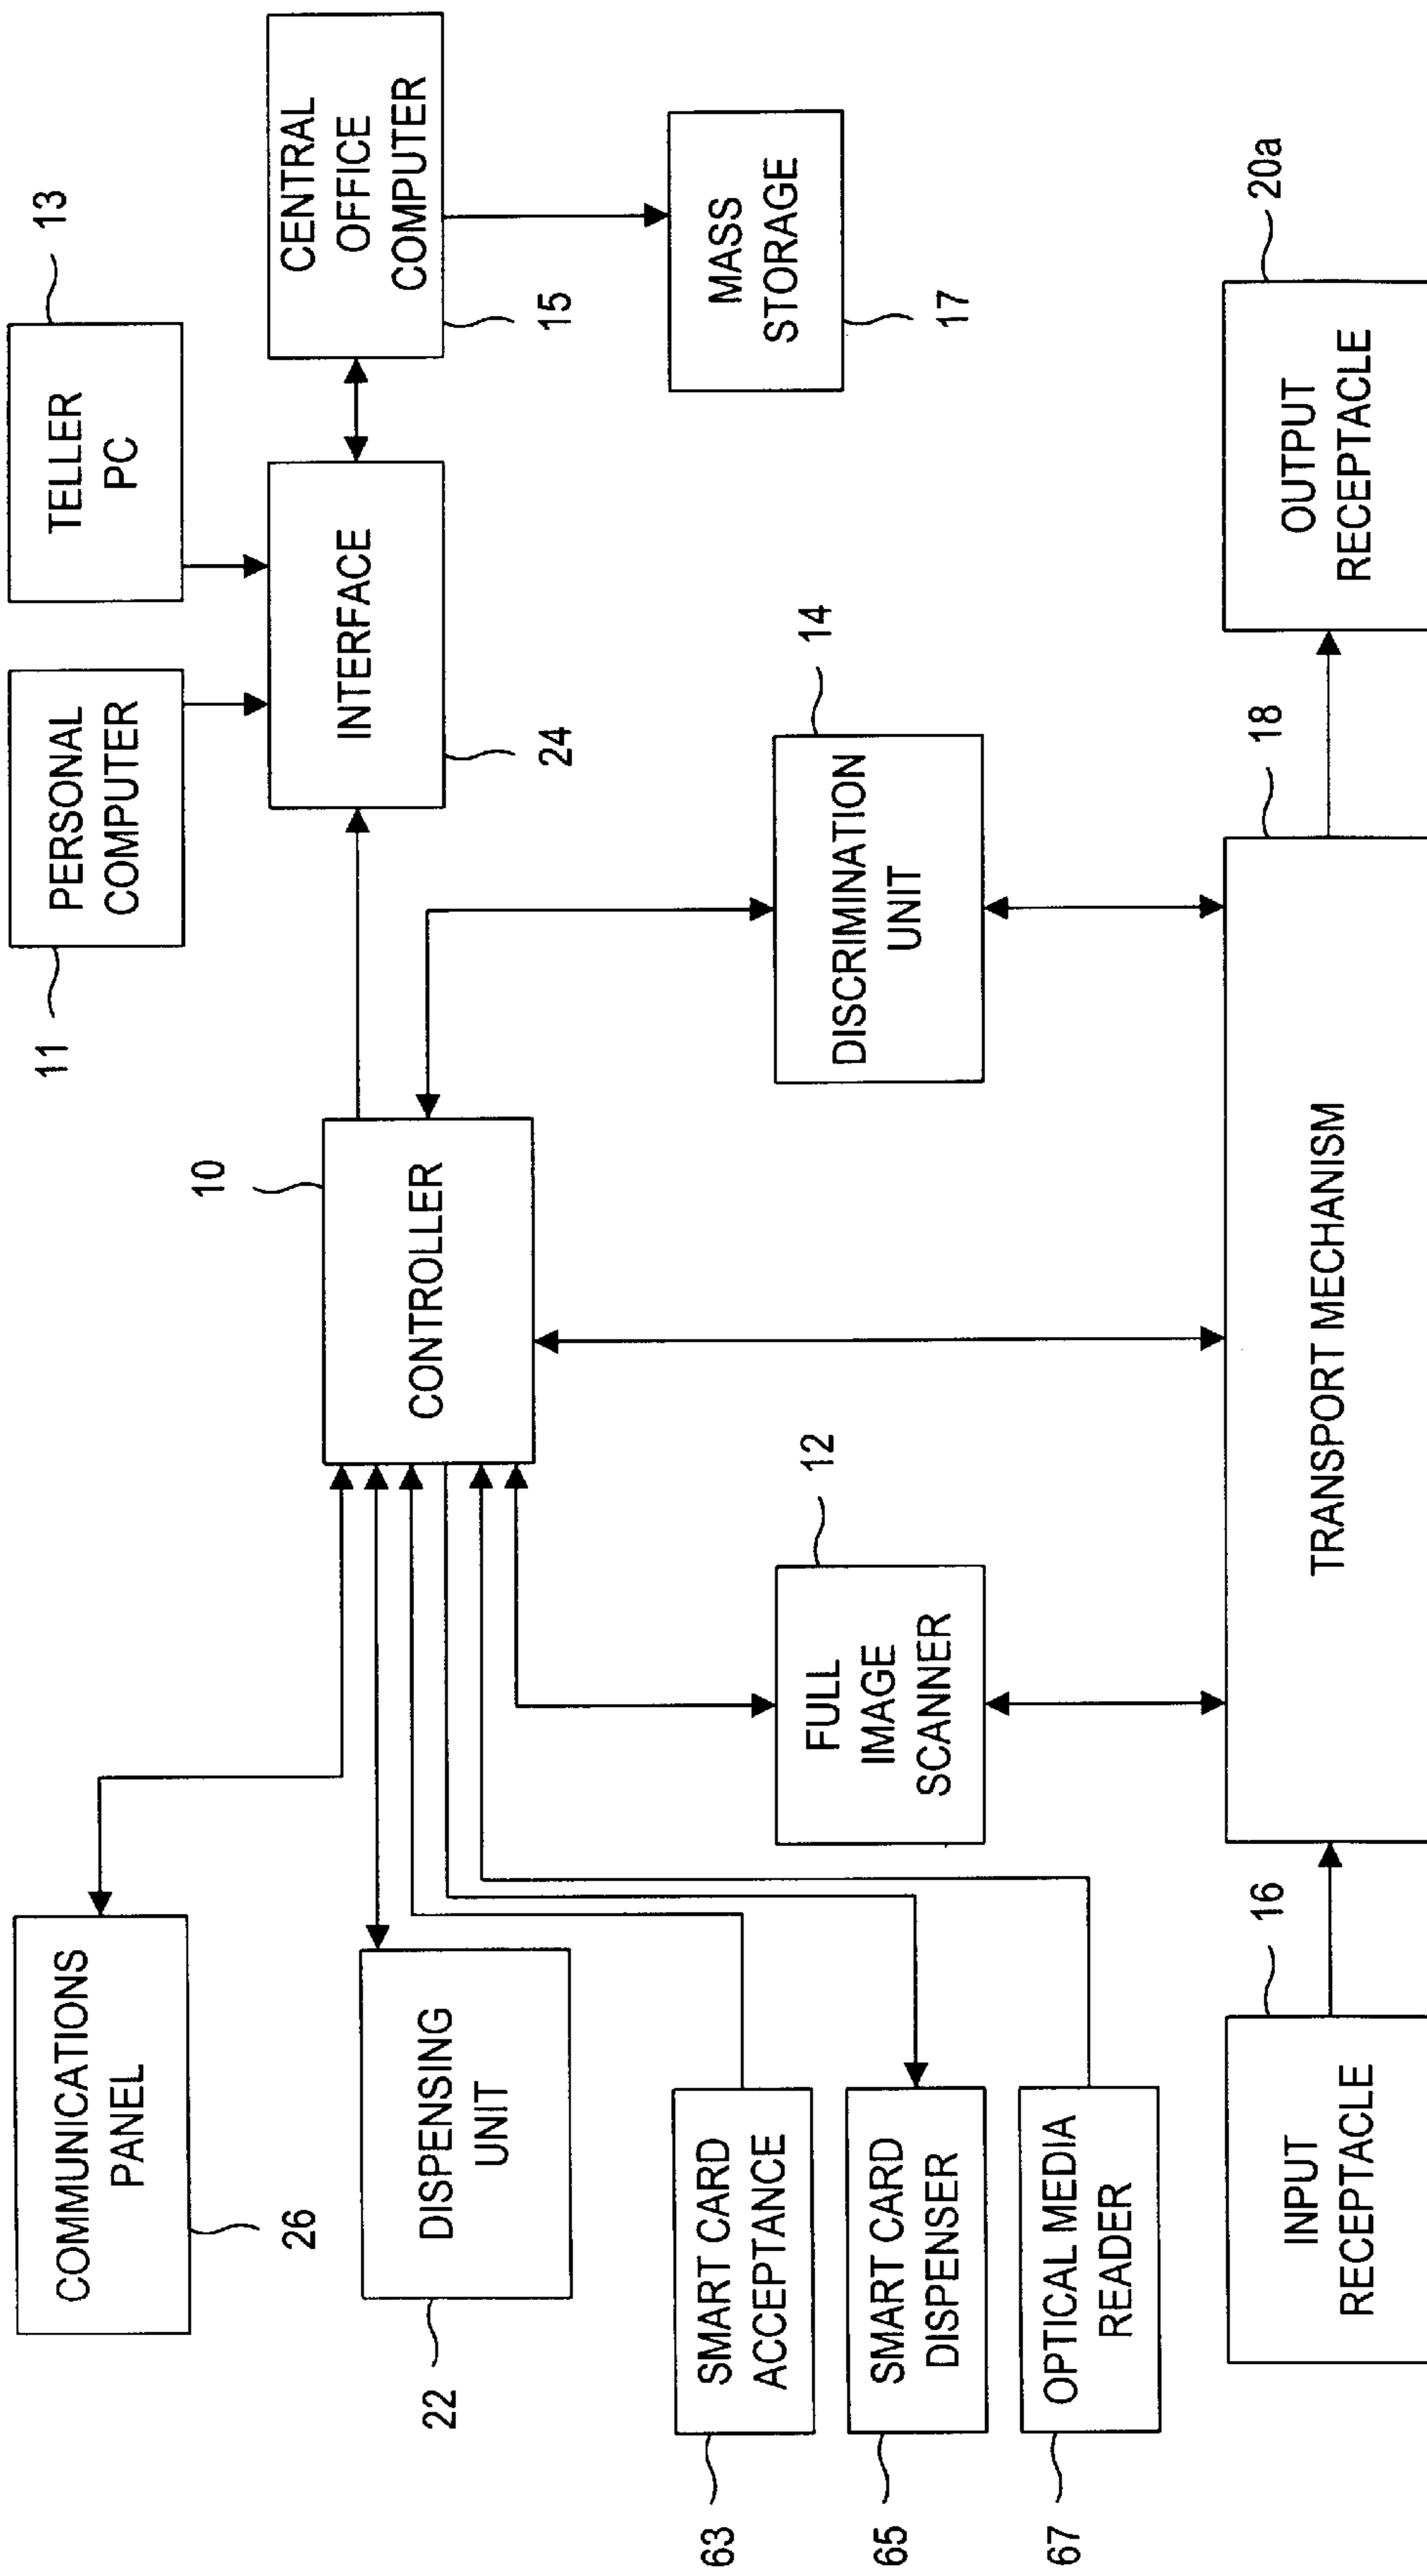 COMMUNICATIONS
PANEL
26
DISPENSING
UNIT
22
SMART CARD
ACCEPTANCE
63
SMART CARD
DISPENSER
65
OPTICAL MEDIA
READER
67
INPUT
RECEPTACLE
16
FULL
IMAGE
SCANNER
12
CONTROLLER
10
PERSONAL
COMPUTER
11
TELLER
PC
13
INTERFACE
24
CENTRAL
OFFICE
COMPUTER
15
MASS
STORAGE
17
DISCRIMINATION
UNIT
14
TRANSPORT MECHANISM
18
OUTPUT
RECEPTACLE
20a